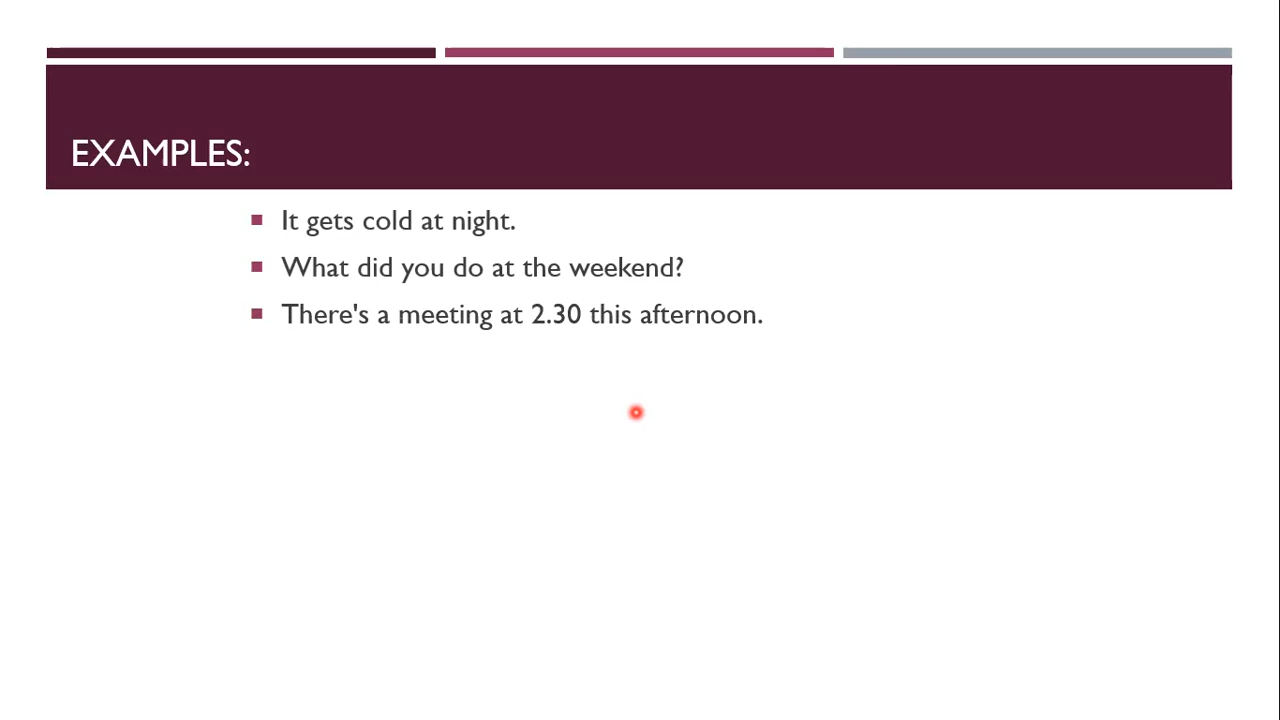 EXAMPLES:
It gets cold at night.
What did you do at the weekend?
There's a meeting at 2.30 this afternoon.